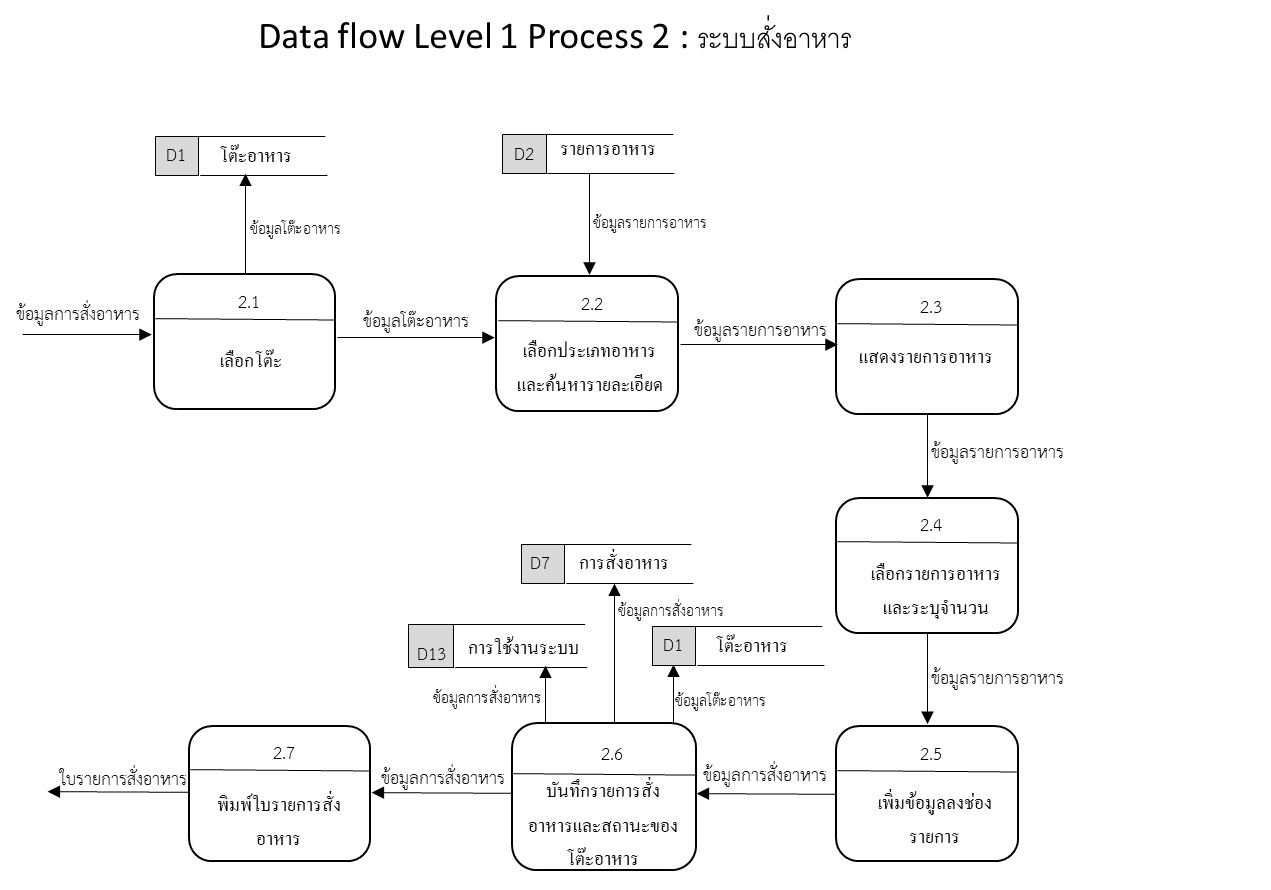 Data flow Level 1 Process 2 : ระบบสั่งอาหาร
D1
โต๊ะอาหาร
D2
รายการอาหาร
ข้อมูลโต๊ะอาหาร
ข้อมูลรายการอาหาร
ข้อมูลการสั่งอาหาร
2.1
เลือกโต๊ะ
ข้อมูลโต๊ะอาหาร
2.2
เลือกประเภทอาหาร
และค้นหารายละเอียด
ข้อมูลรายการอาหาร
2.3
แสดงรายการอาหาร
ข้อมูลรายการอาหาร
2.4
เลือกรายการอาหาร
และระบุจำนวน
D7
การสั่งอาหาร
ข้อมูลการสั่งอาหาร
D13
การใช้งานระบบ
D1
โต๊ะอาหาร
ข้อมูลรายการอาหาร
ข้อมูลการสั่งอาหาร
ข้อมูลโต๊ะอาหาร
2.5
เพิ่มข้อมูลลงช่อง
รายการ
ข้อมูลการสั่งอาหาร
2.6
บันทึกรายการสั่ง
อาหารและสถานะของ
โต๊ะอาหาร
ข้อมูลการสั่งอาหาร
2.7
พิมพ์ใบรายการสั่ง
อาหาร
ใบรายการสั่งอาหาร